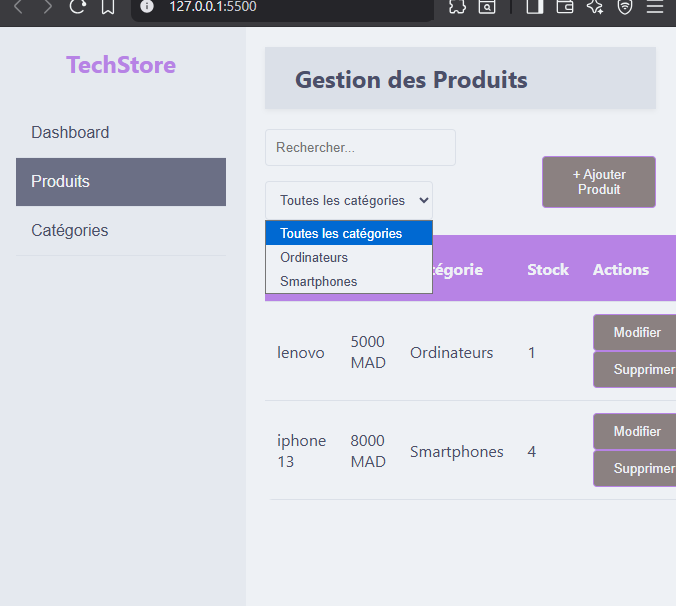 127.0.0.1:5500
TechStore
Dashboard
Produits
Catégories
Gestion des Produits
Rechercher...
+ Ajouter
Produit
Toutes les catégories
Toutes les catégories
Ordinateurs
Smartphones
tégorie Stock Actions
lenovo 5000 MAD Ordinateurs 1 Modifier Supprimer
iphone 13 8000 MAD Smartphones 4 Modifier Supprimer